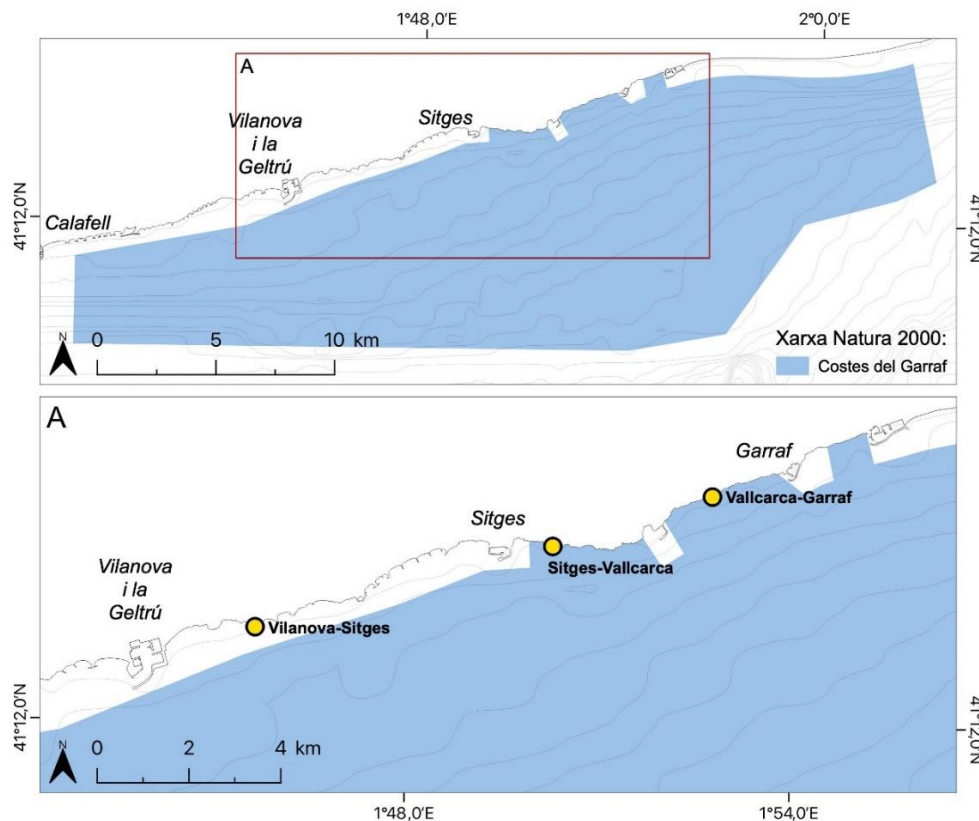 1°48,0'E
2°0,0'E
A
Vilanova
i la
Geltrú
Sitges
Calafell
41°12,0'N
41°12,0'N
N
0
5
10 km
Xarxa Natura 2000:
Costes del Garraf
A
Garraf
Vallcarca-Garraf
Sitges
Sitges-Vallcarca
Vilanova
i la
Geltrú
Vilanova-Sitges
41°12,0'N
41°12,0'N
N
0
2
4 km
1°48,0'E
1°54,0'E